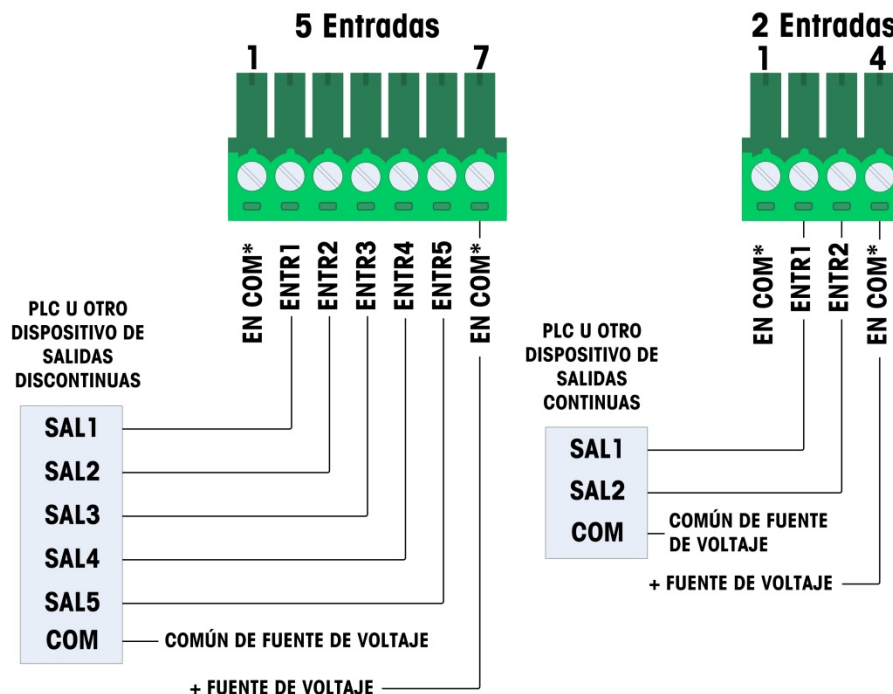 5 Entradas
1
7
EN COM*
ENTR1
ENTR2
ENTR3
ENTR4
ENTR5
EN COM*
PLC U OTRO
DISPOSITIVO DE
SALIDAS
DISCONTINUAS
SAL1
SAL2
SAL3
SAL4
SAL5
COM
COMÚN DE FUENTE DE VOLTAJE
+ FUENTE DE VOLTAJE
2 Entradas
1
4
EN COM*
ENTR1
ENTR2
EN COM*
PLC U OTRO
DISPOSITIVO DE
SALIDAS
CONTINUAS
SAL1
SAL2
COM
COMÚN DE FUENTE
DE VOLTAJE
+ FUENTE DE VOLTAJE